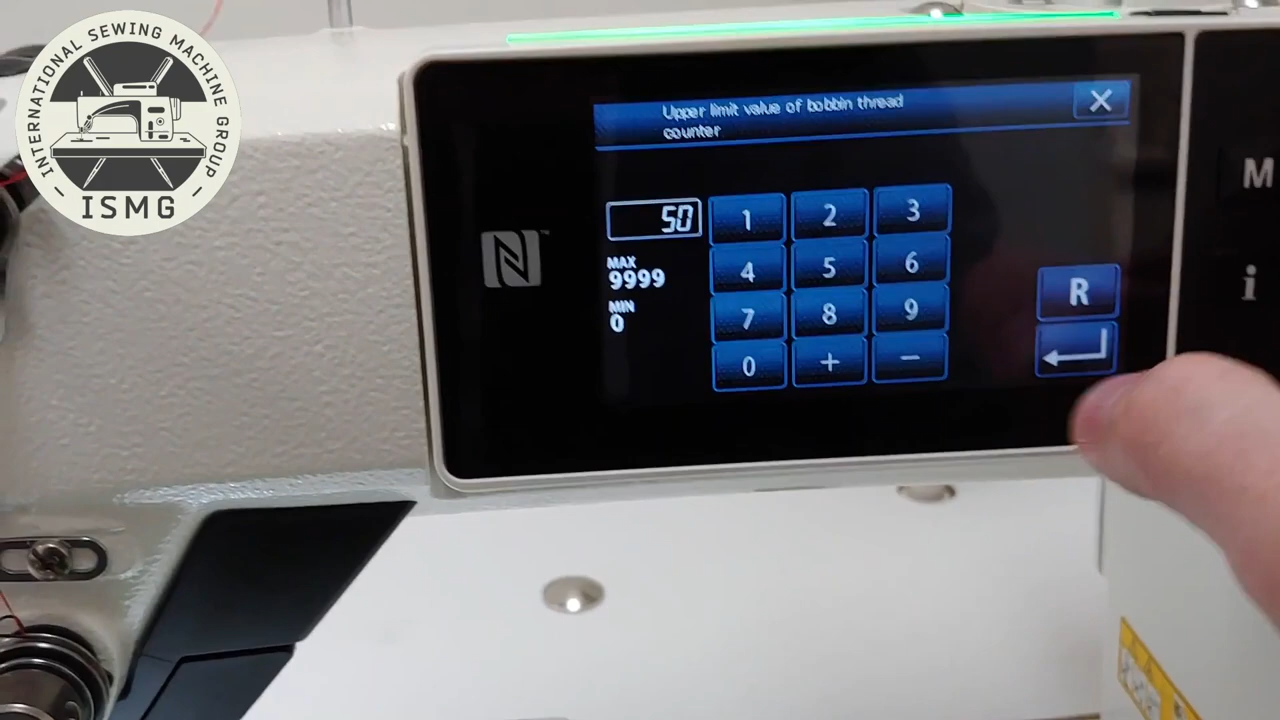 INTERNATIONAL SEWING MACHINE GROUP
ISMG
Upper limit value of bobbin thread
counter
X
50
1 2 3
MAX
9999
4 5 6
MIN
0
7 8 9
0 + −
R
M
i
N